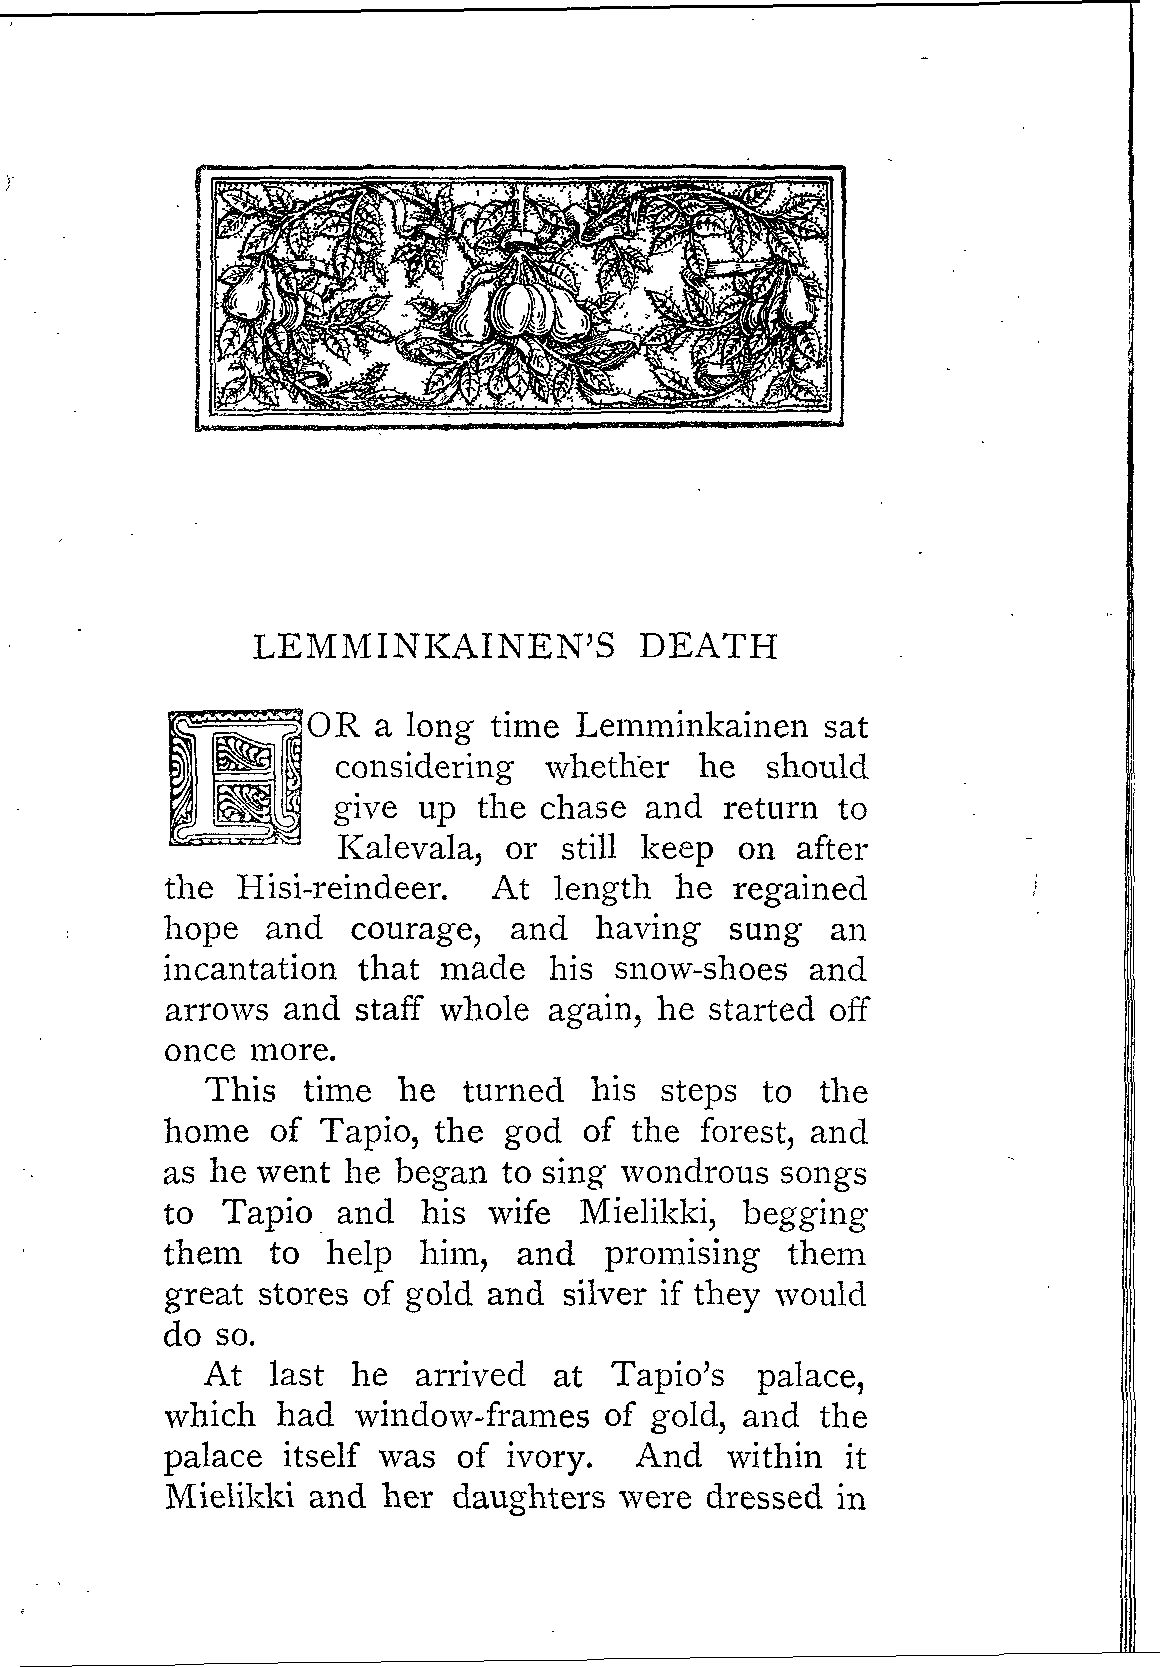 LEMMINKAINEN'S DEATH
FOR a long time Lemminkainen sat
considering whether he should
give up the chase and return to
Kalevala, or still keep on after
the Hisi-reindeer. At length he regained
hope and courage, and having sung an
incantation that made his snow-shoes and
arrows and staff whole again, he started off
once more.
This time he turned his steps to the
home of Tapio, the god of the forest, and
as he went he began to sing wondrous songs
to Tapio and his wife Mielikki, begging
them to help him, and promising them
great stores of gold and silver if they would
do so.
At last he arrived at Tapio's palace,
which had window-frames of gold, and the
palace itself was of ivory. And within it
Mielikki and her daughters were dressed in